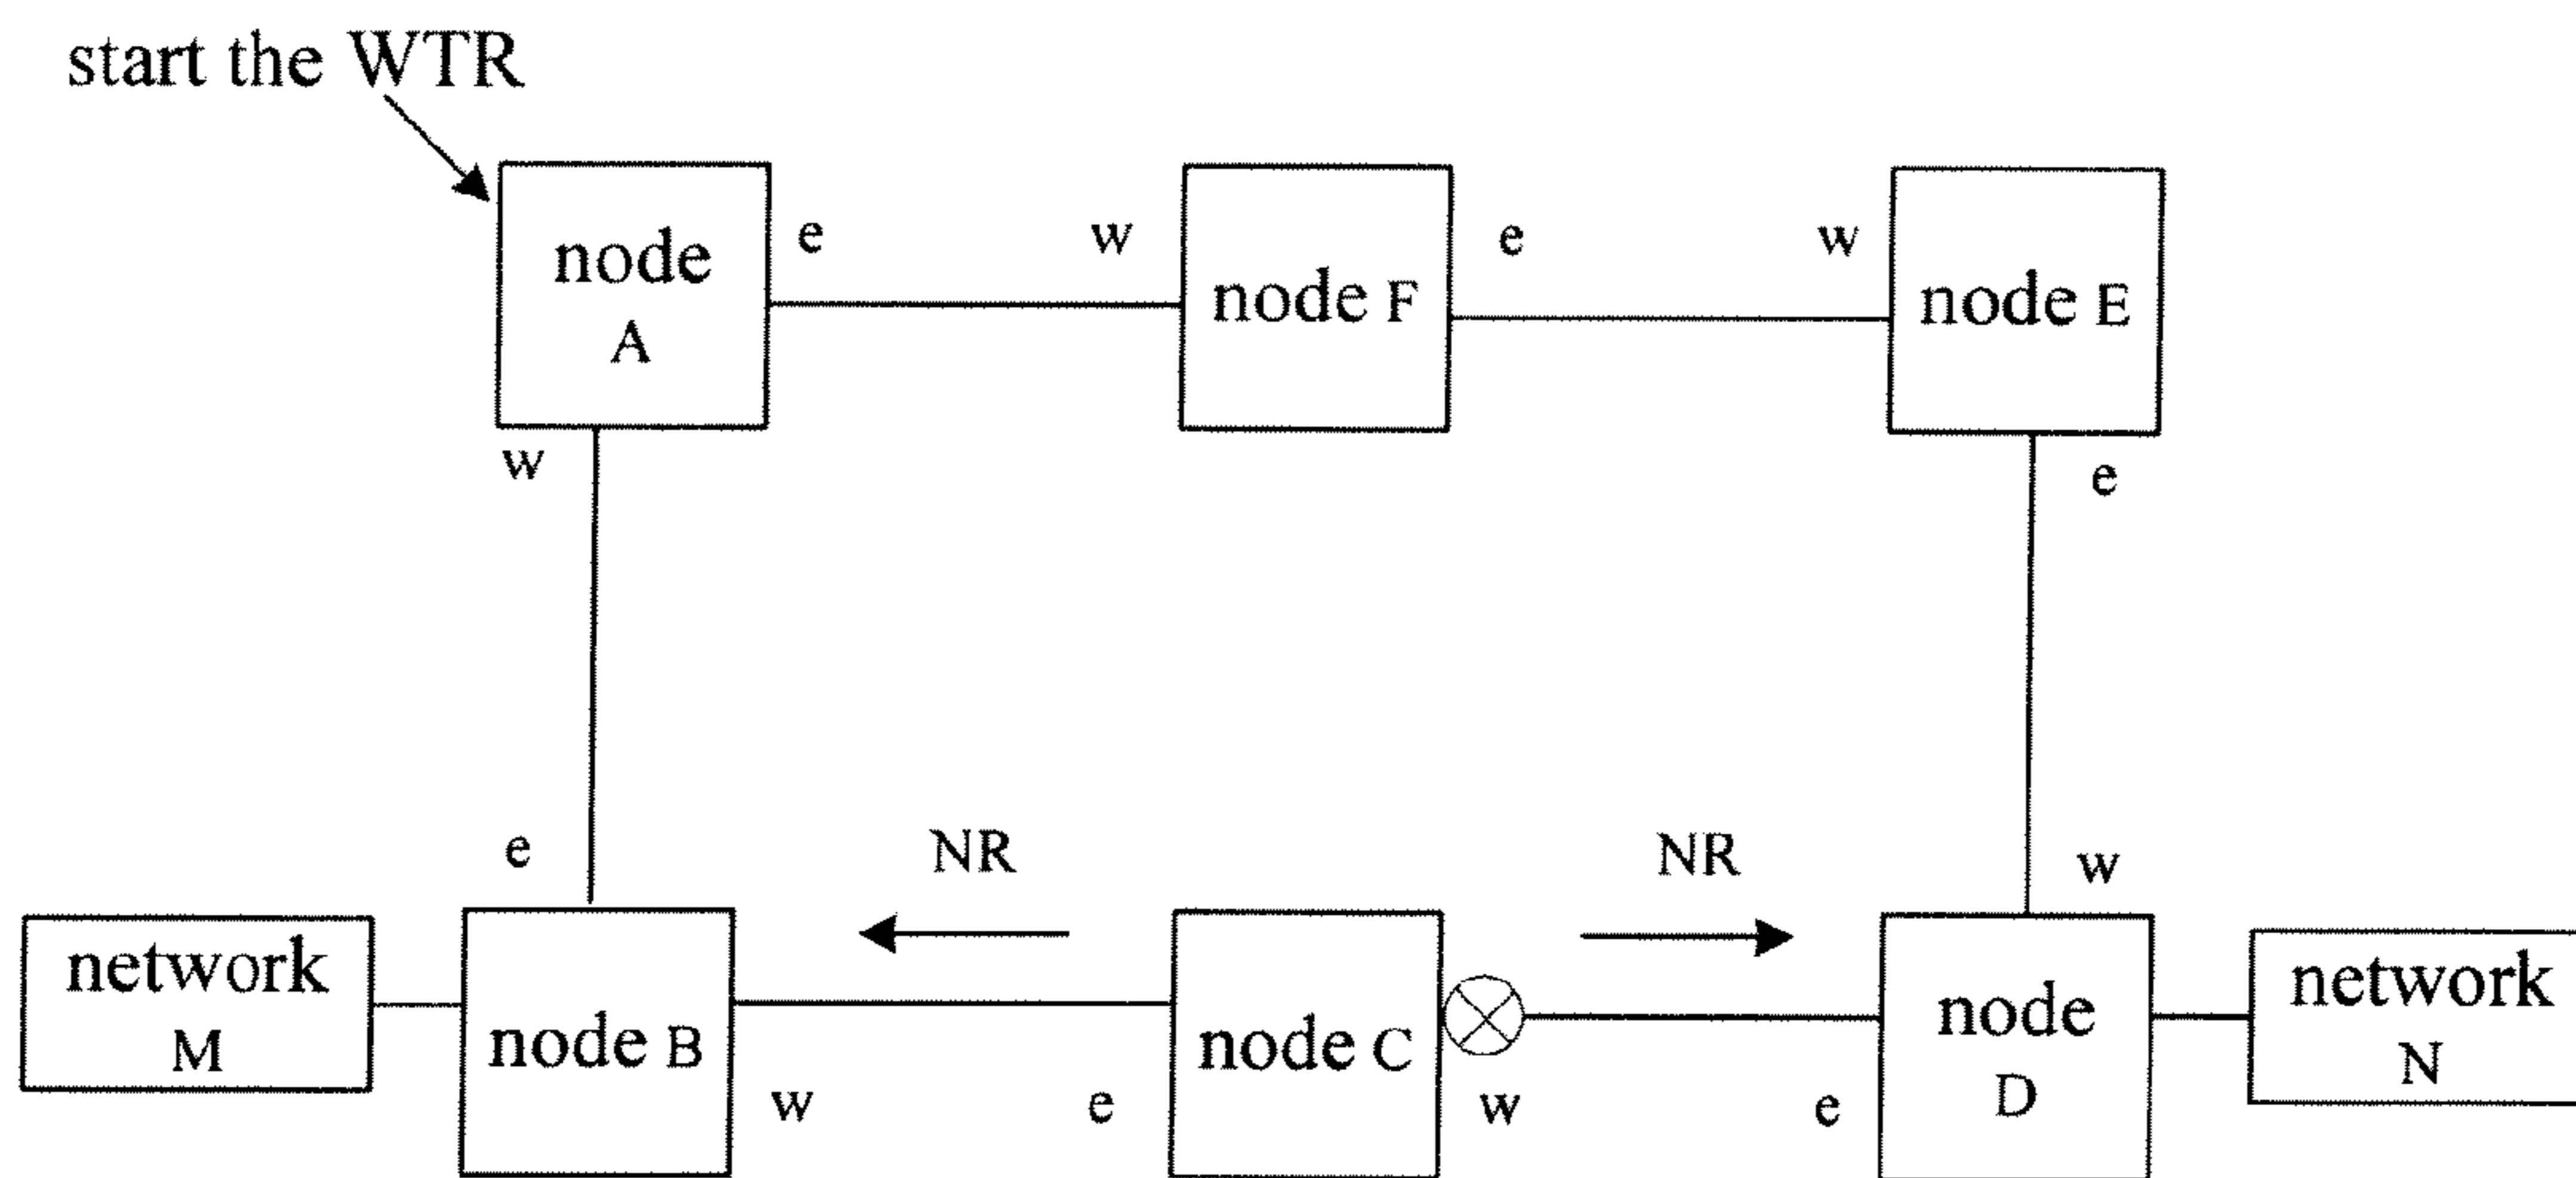 start the WTR
node
A
e
w
node F
e
w
node E
w
e
e
NR
NR
w
network
M
node B
w
e
node C
w
e
node
D
network
N